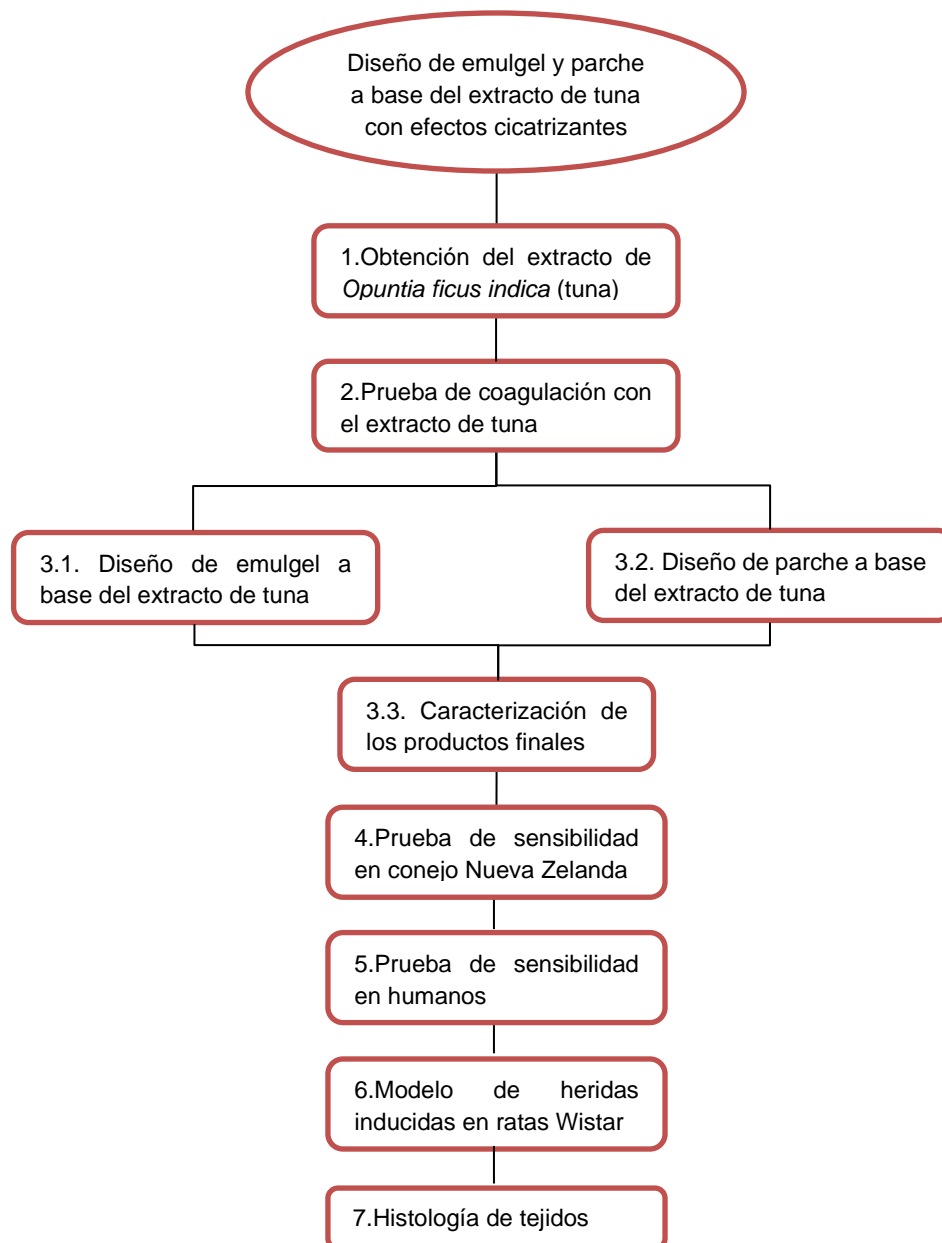 Diseño de emulgel y parche
a base del extracto de tuna
con efectos cicatrizantes
1.Obtención del extracto de
Opuntia ficus indica (tuna)
2.Prueba de coagulación con
el extracto de tuna
3.1. Diseño de emulgel a
base del extracto de tuna
3.2. Diseño de parche a base
del extracto de tuna
3.3. Caracterización de
los productos finales
4.Prueba de sensibilidad
en conejo Nueva Zelanda
5.Prueba de sensibilidad
en humanos
6.Modelo de heridas
inducidas en ratas Wistar
7.Histología de tejidos